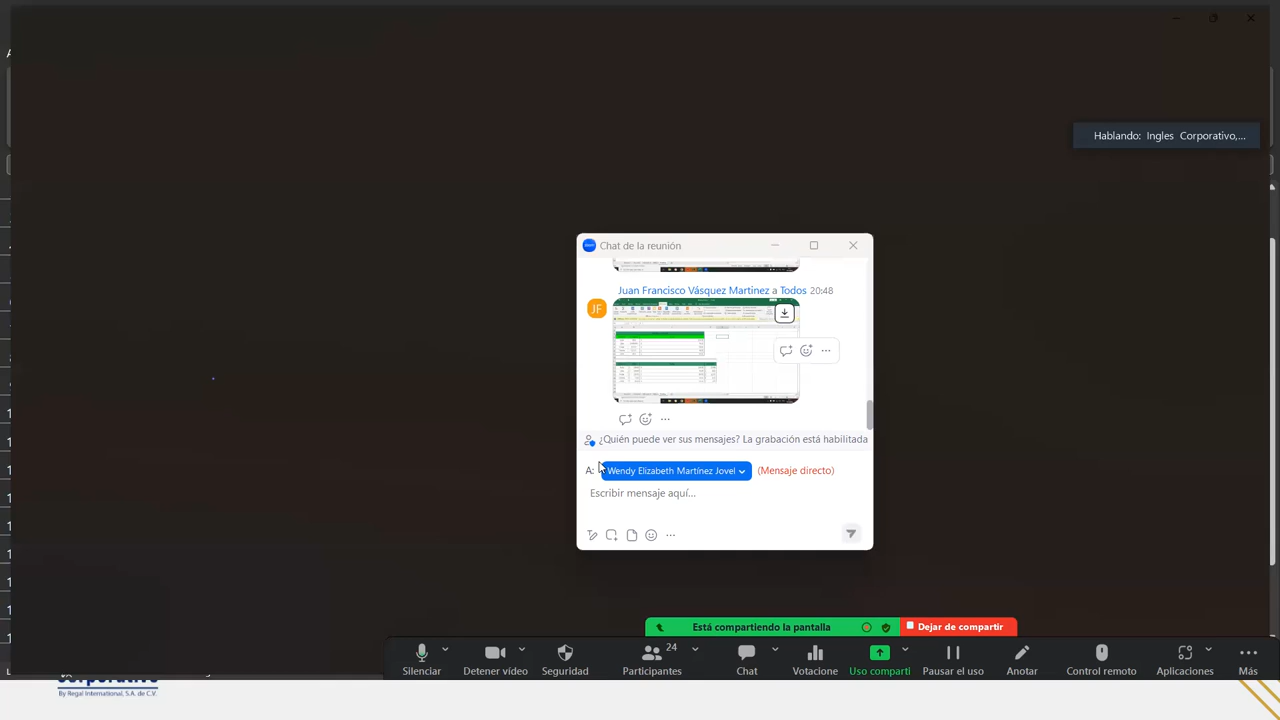 Hablando: Ingles Corporativo,...
Chat de la reunión
Juan Francisco Vásquez Martinez a Todos 20:48
JF
¿Quién puede ver sus mensajes? La grabación está habilitada
A: Wendy Elizabeth Martínez Jovel (Mensaje directo)
Escribir mensaje aquí...
Está compartiendo la pantalla
Dejar de compartir
24
Silenciar Detener vídeo Seguridad Participantes Chat Votacione Uso comparti Pausar el uso Anotar Control remoto Aplicaciones Más
By Regal International, S.A. de C.V.